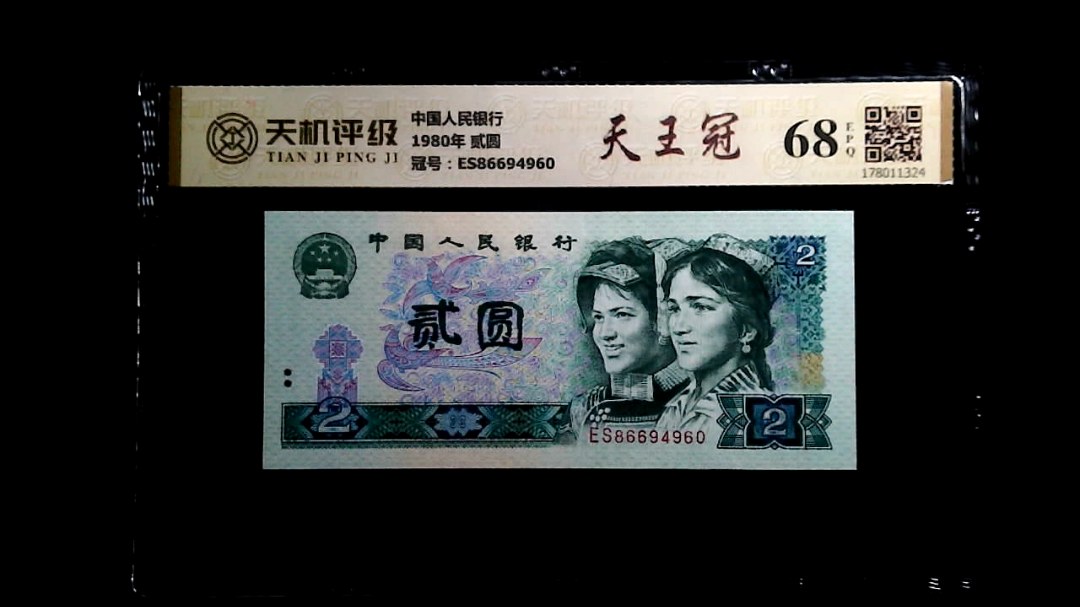 天机评级
TIAN JI PING JI
中国人民银行
1980年 贰圆
冠号：ES86694960
天王冠
68
EPQ
178011324
中国人民银行
2
贰圆
2
ES86694960
2